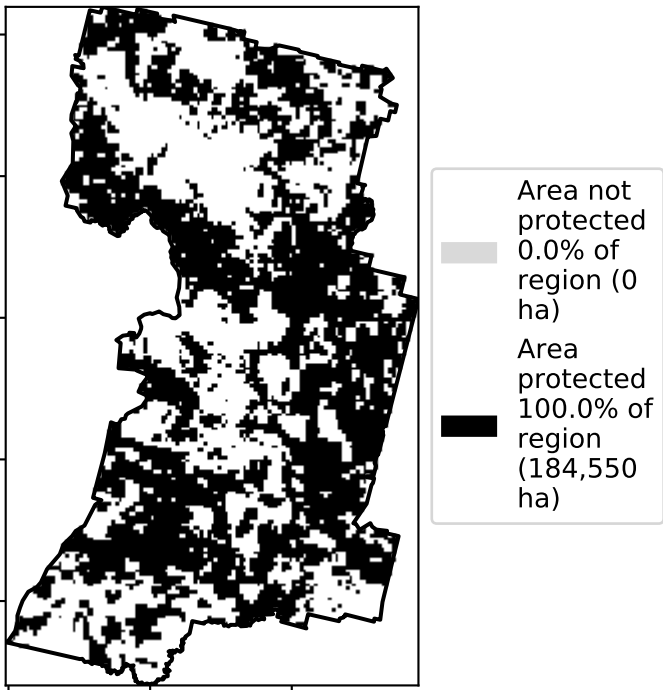 Area not
protected
0.0% of
region (0
ha)
Area
protected
100.0% of
region
(184,550
ha)